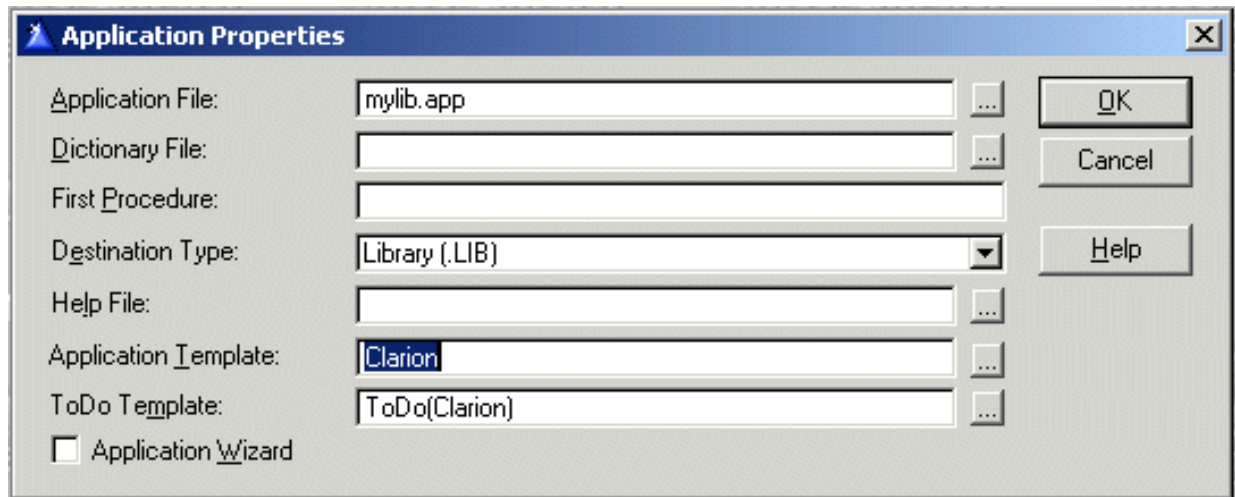 Application Properties
Application File: mylib.app ... OK
Dictionary File: ... Cancel
First Procedure:
Destination Type: Library (.LIB) Help
Help File: ...
Application Template: Clarion ...
ToDo Template: ToDo(Clarion) ...
Application Wizard